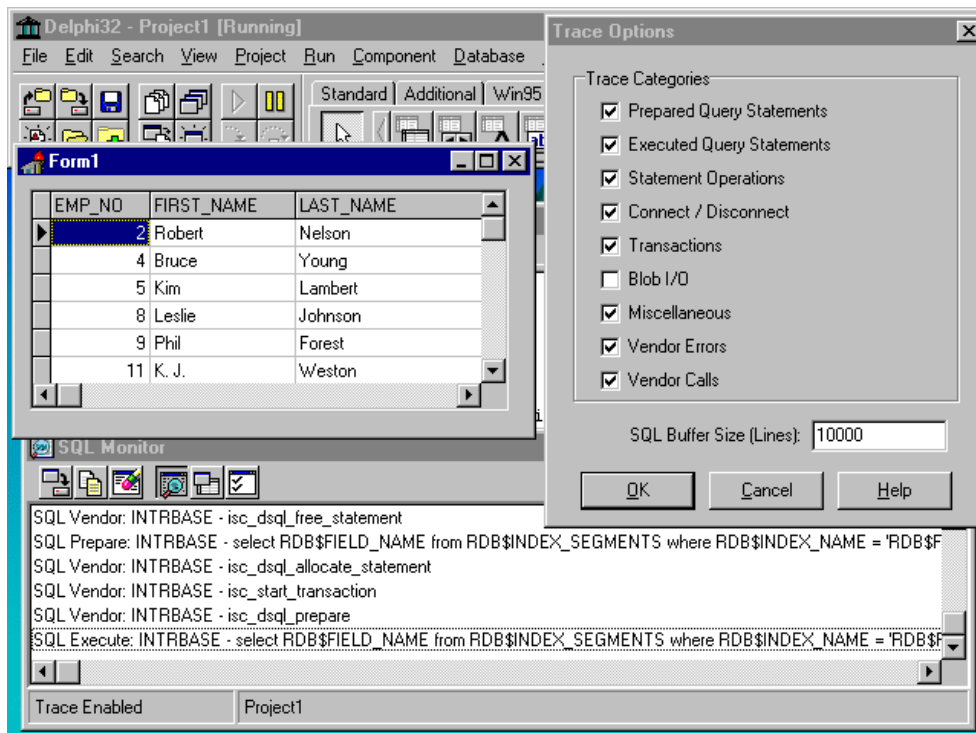 Delphi32 - Project1 [Running]
File Edit Search View Project Run Component Database
Standard Additional Win95
Form1
EMP_NO FIRST_NAME LAST_NAME
2 Robert Nelson
4 Bruce Young
5 Kim Lambert
8 Leslie Johnson
9 Phil Forest
11 K. J. Weston
Trace Options
Trace Categories
Prepared Query Statements
Executed Query Statements
Statement Operations
Connect / Disconnect
Transactions
Blob I/O
Miscellaneous
Vendor Errors
Vendor Calls
SQL Buffer Size (Lines): 10000
OK Cancel Help
SQL Monitor
SQL Vendor: INTRBASE - isc_dsql_free_statement
SQL Prepare: INTRBASE - select RDB$FIELD_NAME from RDB$INDEX_SEGMENTS where RDB$INDEX_NAME = 'RDB$F
SQL Vendor: INTRBASE - isc_dsql_allocate_statement
SQL Vendor: INTRBASE - isc_start_transaction
SQL Vendor: INTRBASE - isc_dsql_prepare
SQL Execute: INTRBASE - select RDB$FIELD_NAME from RDB$INDEX_SEGMENTS where RDB$INDEX_NAME = 'RDB$F
Trace Enabled Project1